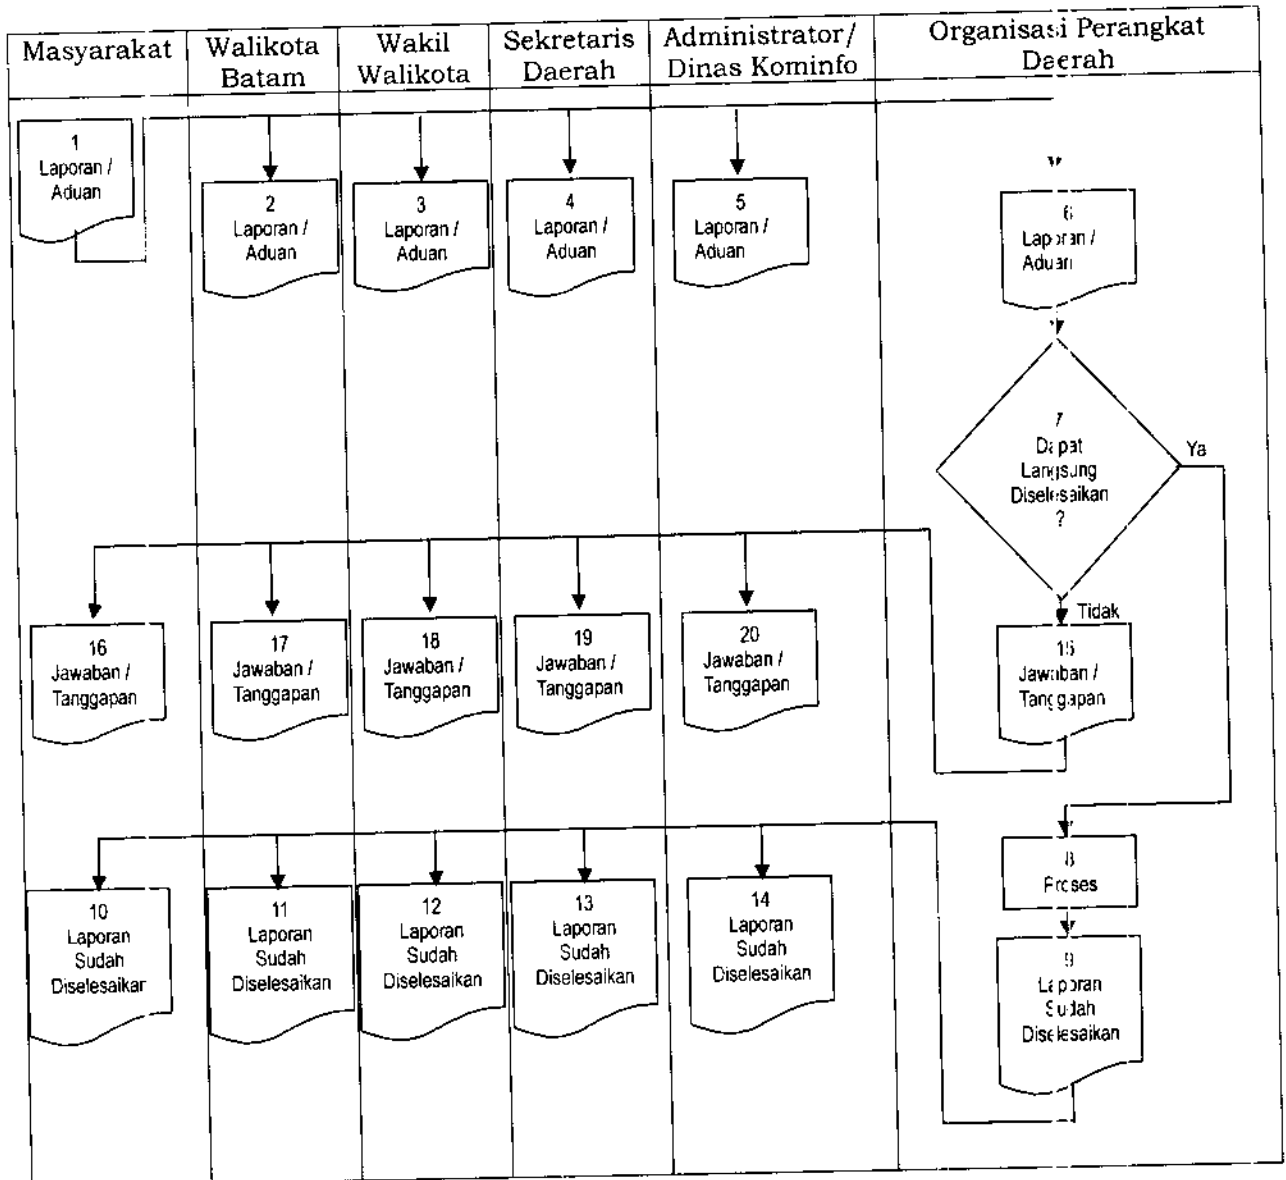 Masyarakat
Walikota
Batam
Wakil
Walikota
Sekretaris
Daerah
Administrator/
Dinas Kominfo
Organisasi Perangkat
Daerah
1
Laporan /
Aduan
2
Laporan /
Aduan
3
Laporan /
Aduan
4
Laporan /
Aduan
5
Laporan /
Aduan
6
Laporan /
Aduan
7
Dapat
Langsung
Diselesaikan
?
Ya
Tidak
16
Jawaban /
Tanggapan
17
Jawaban /
Tanggapan
18
Jawaban /
Tanggapan
19
Jawaban /
Tanggapan
20
Jawaban /
Tanggapan
15
Jawaban /
Tanggapan
8
Proses
10
Laporan
Sudah
Diselesaikan
11
Laporan
Sudah
Diselesaikan
12
Laporan
Sudah
Diselesaikan
13
Laporan
Sudah
Diselesaikan
14
Laporan
Sudah
Diselesaikan
9
Laporan
Sudah
Diselesaikan